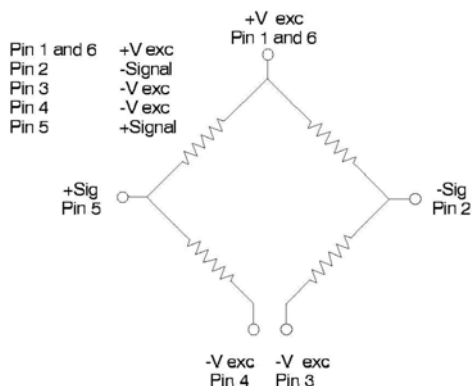 Pin 1 and 6 +V exc
Pin 2 -Signal
Pin 3 -V exc
Pin 4 -V exc
Pin 5 +Signal
+V exc
Pin 1 and 6
+Sig
Pin 5
-Sig
Pin 2
-V exc
Pin 4
-V exc
Pin 3